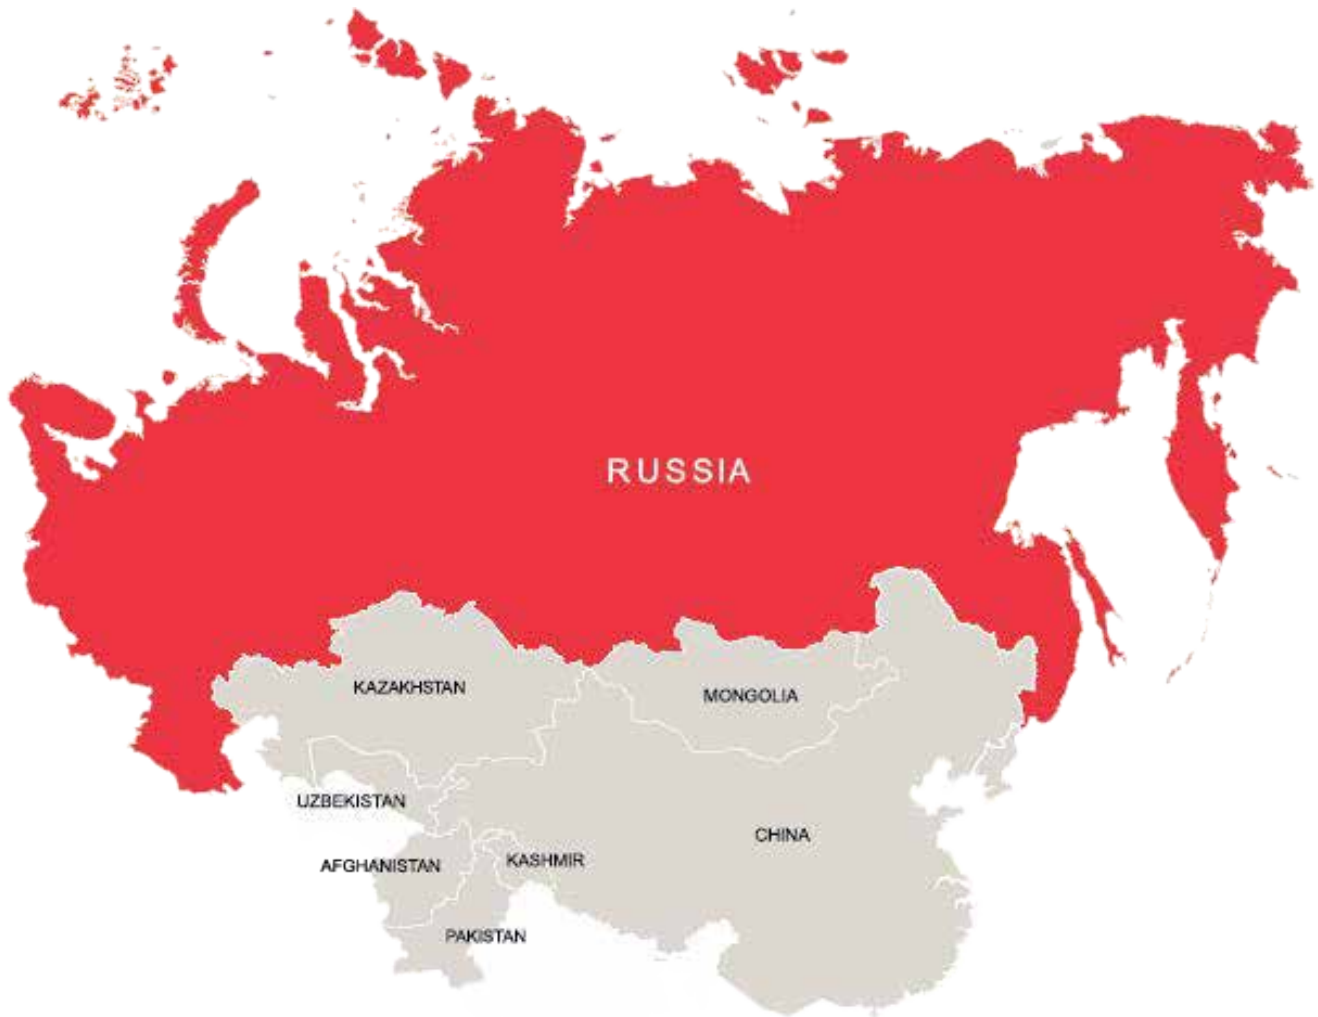 RUSSIA
KAZAKHSTAN
MONGOLIA
UZBEKISTAN
CHINA
AFGHANISTAN
KASHMIR
PAKISTAN